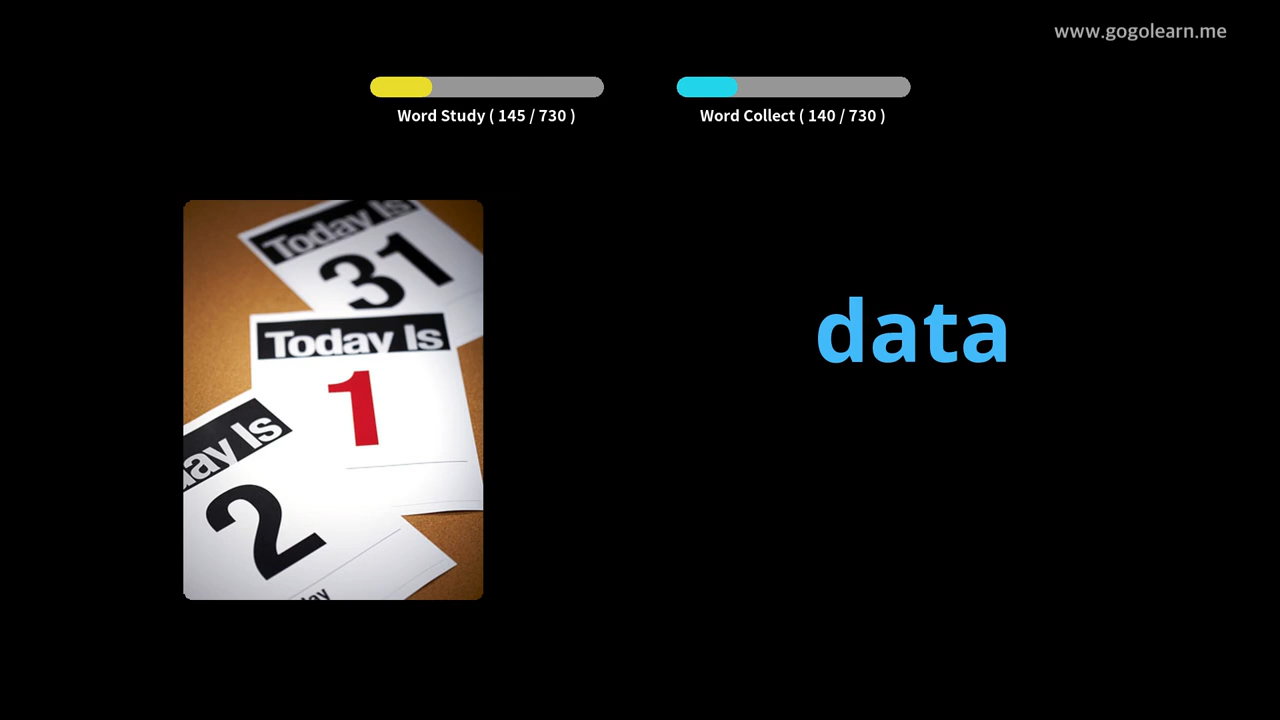 www.gogolearn.me
Word Study ( 145 / 730 )
Word Collect ( 140 / 730 )
Today Is
31
Today Is
1
ay Is
2
data